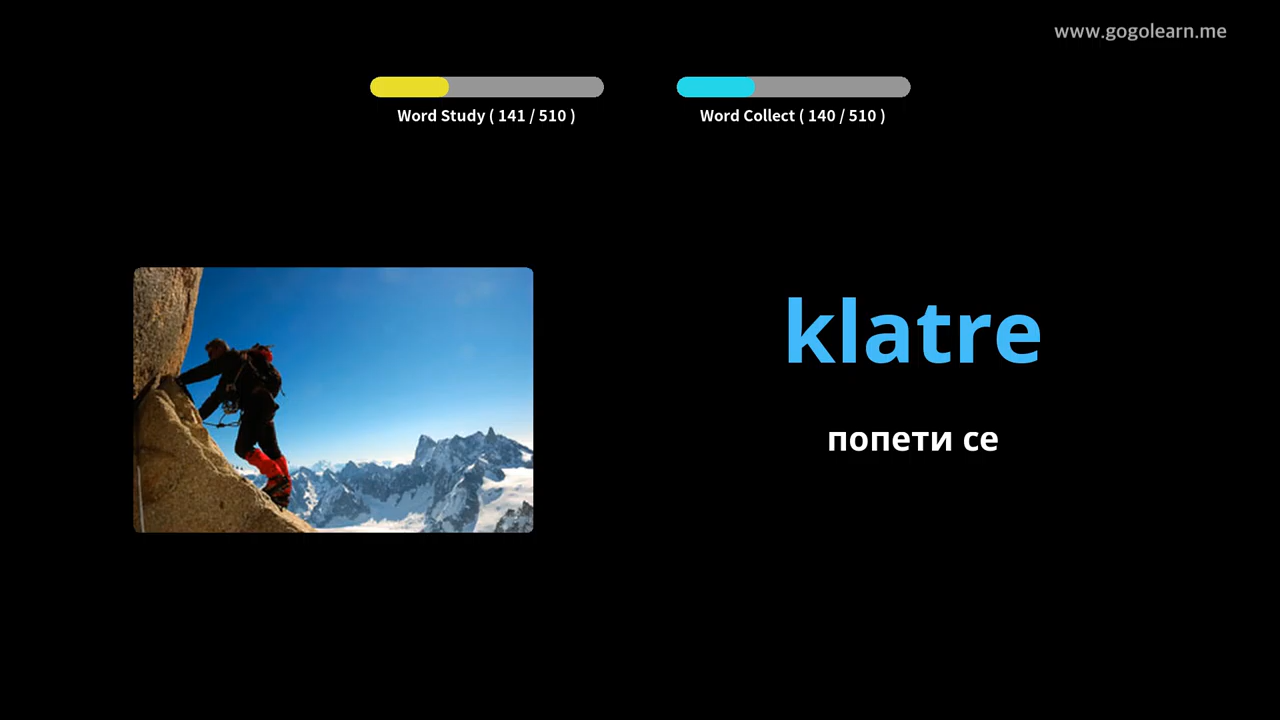 www.gogolearn.me
Word Study ( 141 / 510 )
Word Collect ( 140 / 510 )
klatre
попети се